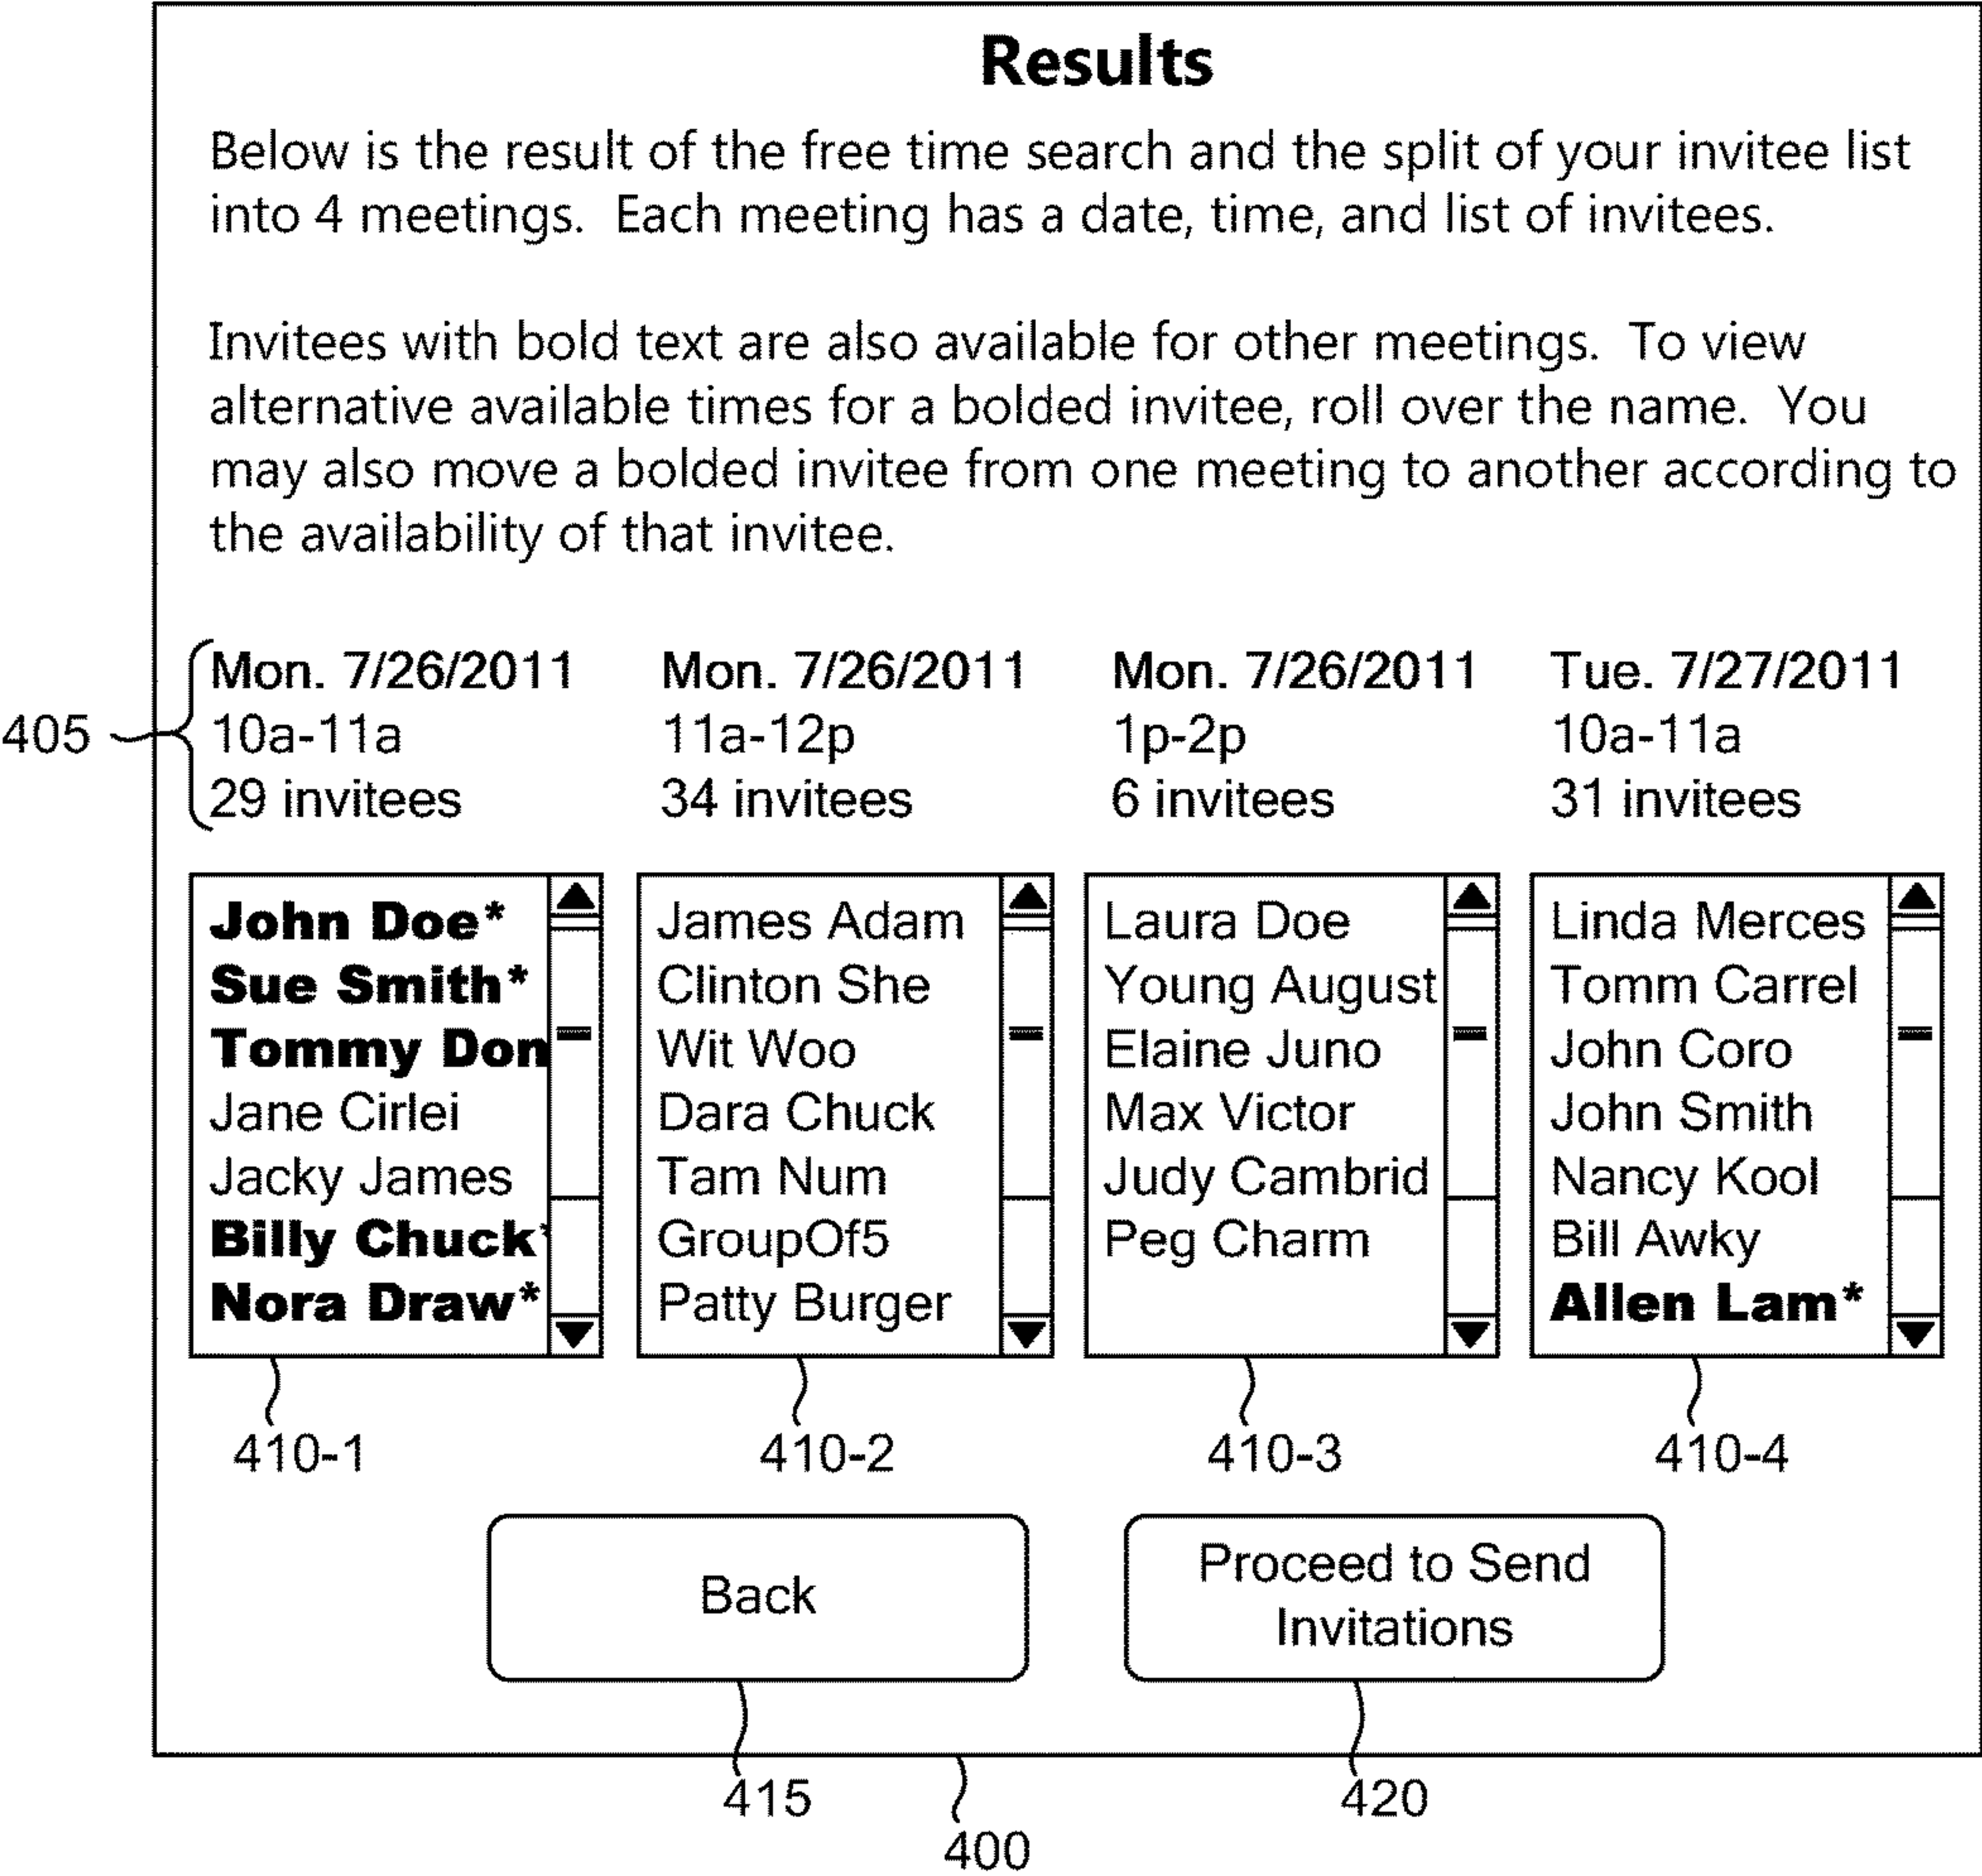 Results
Below is the result of the free time search and the split of your invitee list
into 4 meetings. Each meeting has a date, time, and list of invitees.
Invitees with bold text are also available for other meetings. To view
alternative available times for a bolded invitee, roll over the name. You
may also move a bolded invitee from one meeting to another according to
the availability of that invitee.
405
Mon. 7/26/2011
10a-11a
29 invitees
Mon. 7/26/2011
11a-12p
34 invitees
Mon. 7/26/2011
1p-2p
6 invitees
Tue. 7/27/2011
10a-11a
31 invitees
John Doe*
Sue Smith*
Tommy Don
Jane Cirlei
Jacky James
Billy Chuck*
Nora Draw*
James Adam
Clinton She
Wit Woo
Dara Chuck
Tam Num
GroupOf5
Patty Burger
Laura Doe
Young August
Elaine Juno
Max Victor
Judy Cambrid
Peg Charm
Linda Merces
Tomm Carrel
John Coro
John Smith
Nancy Kool
Bill Awky
Allen Lam*
410-1
410-2
410-3
410-4
Back
Proceed to Send
Invitations
415
420
400